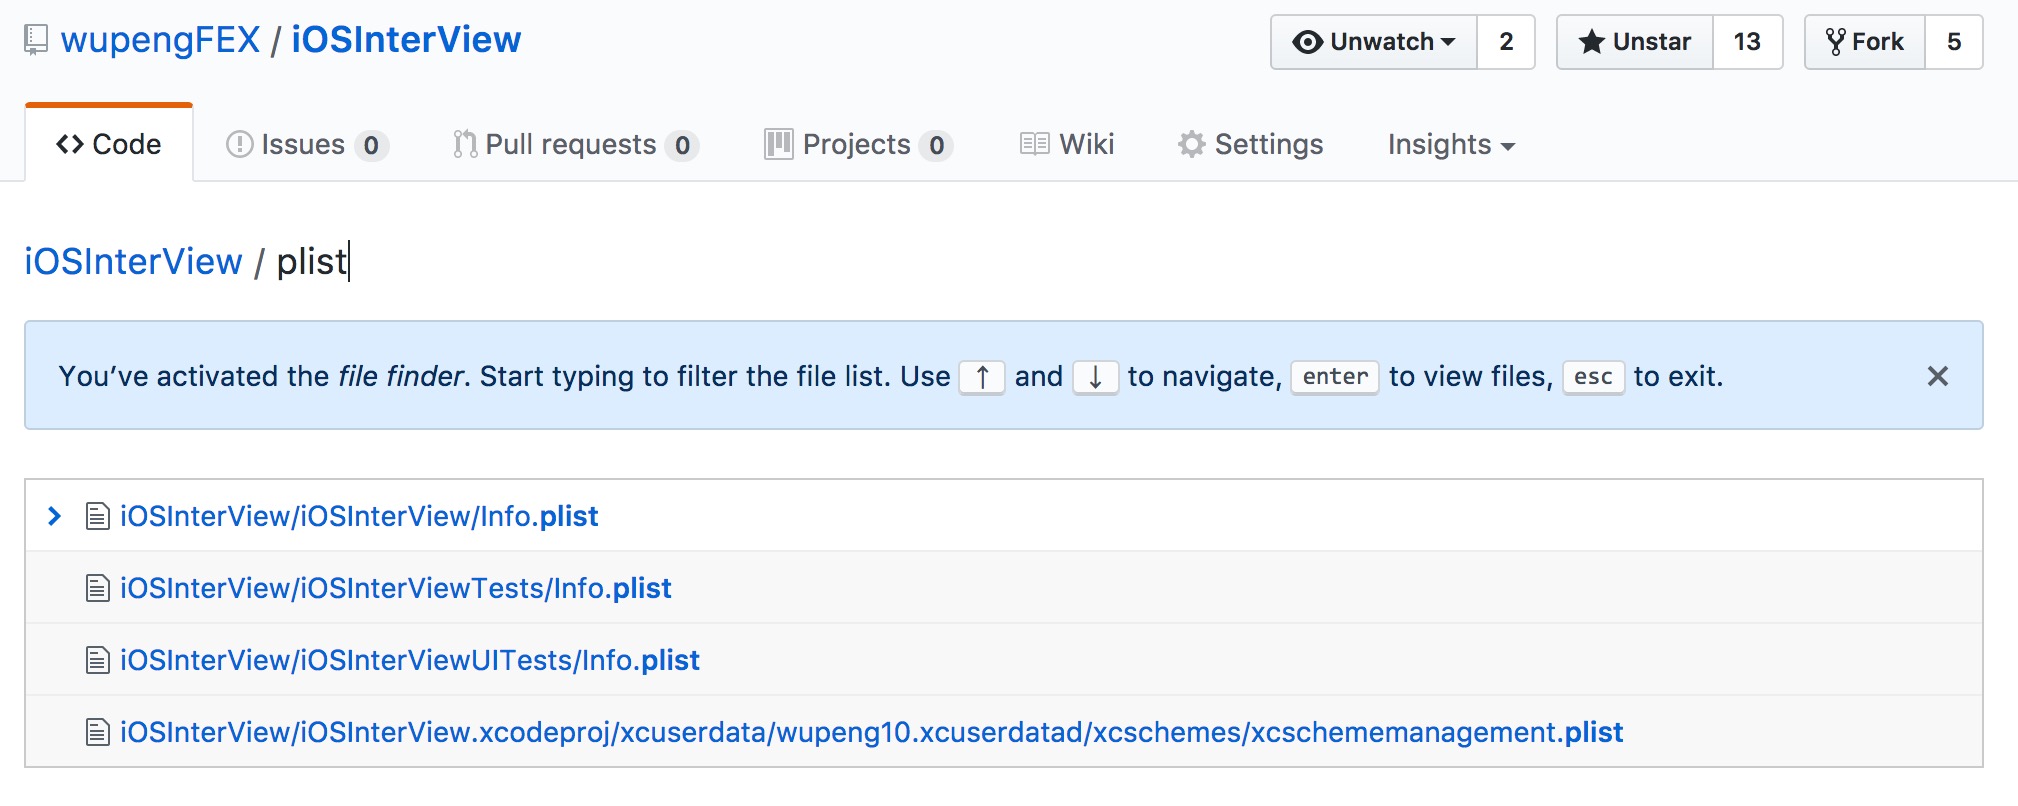 wupengFEX / iOSInterView
Unwatch 2 Unstar 13 Fork 5
Code Issues 0 Pull requests 0 Projects 0 Wiki Settings Insights
iOSInterView / plist
You’ve activated the file finder. Start typing to filter the file list. Use ↑ and ↓ to navigate, enter to view files, esc to exit.
iOSInterView/iOSInterView/Info.plist
iOSInterView/iOSInterViewTests/Info.plist
iOSInterView/iOSInterViewUITests/Info.plist
iOSInterView/iOSInterView.xcodeproj/xcuserdata/wupeng10.xcuserdatad/xcschemes/xcschememanagement.plist